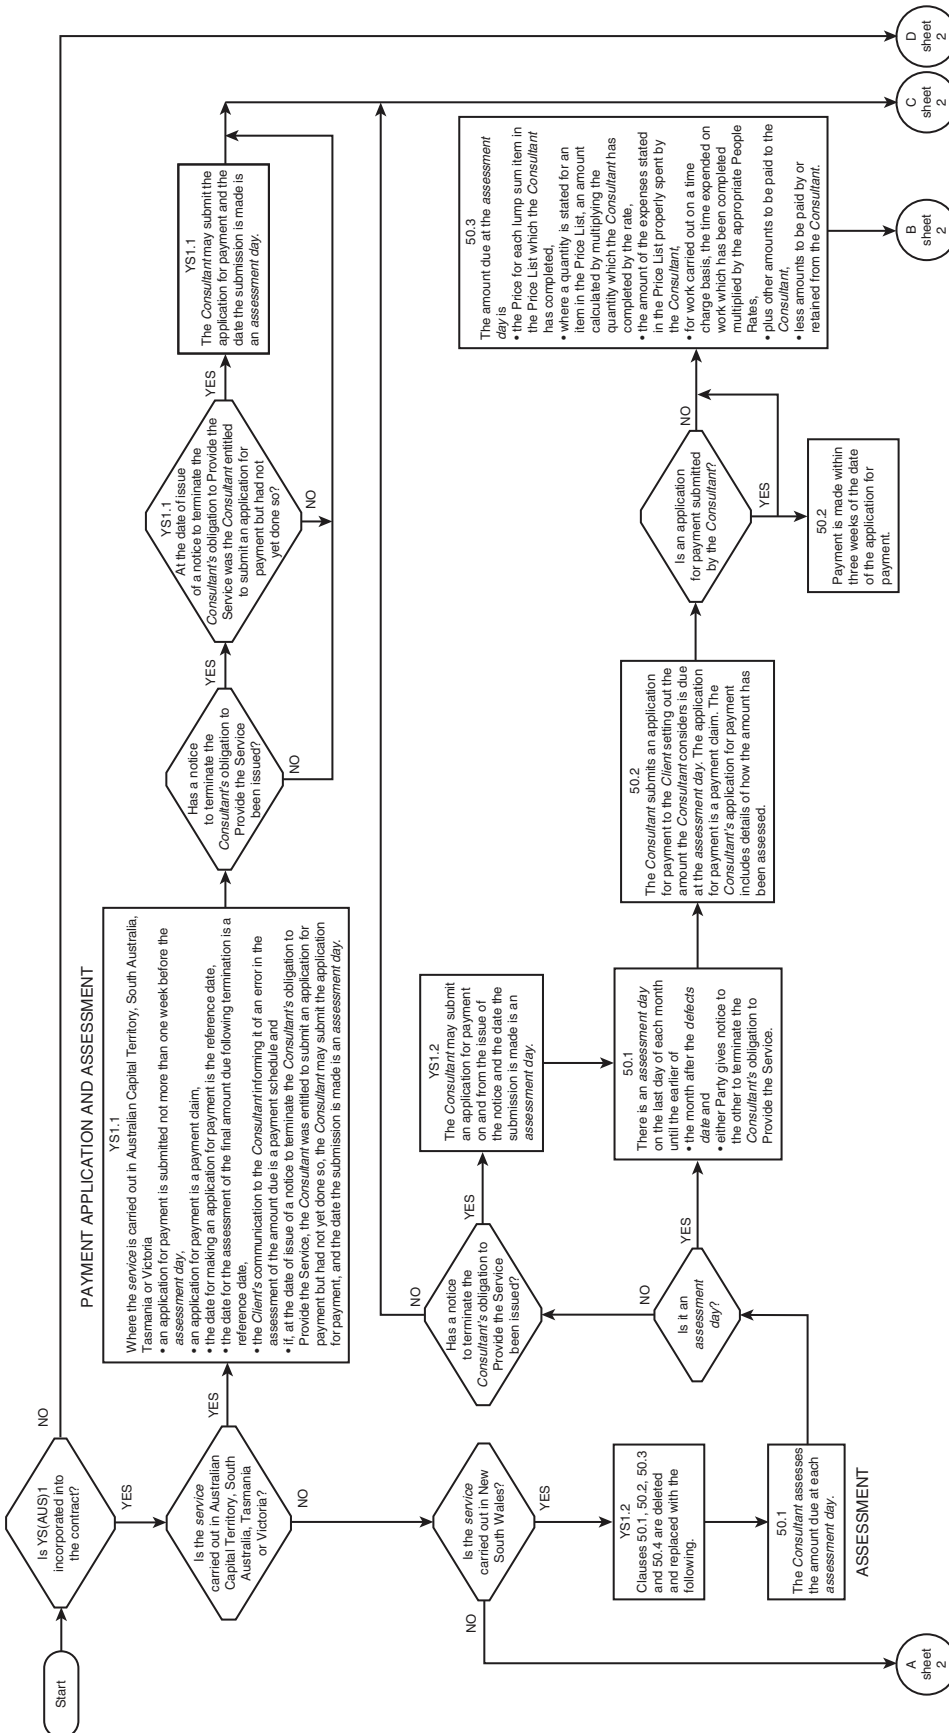 PAYMENT APPLICATION AND ASSESSMENT
Start
Is YS(AUS)1
incorporated into
the contract?
NO
YES
Is the service
carried out in Australian
Capital Territory, South
Australia, Tasmania
or Victoria?
YES
NO
YS1.1
Where the service is carried out in Australian Capital Territory, South Australia,
Tasmania or Victoria
• an application for payment is submitted not more than one week before the
assessment day,
• an application for payment is a payment claim,
• the date for making an application for payment is the reference date,
• the date for the assessment of the final amount due following termination is a
reference date,
• the Client's communication to the Consultant informing it of an error in the
assessment of the amount due is a payment schedule and
• if, at the date of issue of a notice to terminate the Consultant's obligation to
Provide the Service, the Consultant was entitled to submit an application for
payment but had not yet done so, the Consultant may submit the application
for payment, and the date the submission is made is an assessment day.
Has a notice
to terminate the
Consultant's obligation to
Provide the Service
been issued?
YES
NO
YS1.1
At the date of issue
of a notice to terminate the
Consultant's obligation to Provide the
Service was the Consultant entitled
to submit an application for
payment but had not
yet done so?
YES
NO
YS1.1
The Consultant may submit the
application for payment and the
date the submission is made is
an assessment day.
Is the service
carried out in New
South Wales?
NO
YES
YS1.2
Clauses 50.1, 50.2, 50.3
and 50.4 are deleted
and replaced with the
following.
50.1
The Consultant assesses
the amount due at each
assessment day.
ASSESSMENT
Is it an
assessment
day?
NO
YES
Has a notice
to terminate the
Consultant's obligation to
Provide the Service
been issued?
NO
YES
YS1.2
The Consultant may submit
an application for payment
on and from the issue of
the notice and the date the
submission is made is an
assessment day.
50.1
There is an assessment day
on the last day of each month
until the earlier of
• the month after the defects
date and
• either Party gives notice to
the other to terminate the
Consultant's obligation to
Provide the Service.
50.2
The Consultant submits an application
for payment to the Client setting out the
amount the Consultant considers is due
at the assessment day. The application
for payment is a payment claim. The
Consultant's application for payment
includes details of how the amount has
been assessed.
Is an application
for payment submitted
by the Consultant?
NO
YES
50.2
Payment is made within
three weeks of the date
of the application for
payment.
50.3
The amount due at the assessment
day is
• the Price for each lump sum item in
the Price List which the Consultant
has completed,
• where a quantity is stated for an
item in the Price List, an amount
calculated by multiplying the
quantity which the Consultant has
completed by the rate,
• the amount of the expenses stated
in the Price List properly spent by
the Consultant,
• for work carried out on a time
charge basis, the time expended on
work which has been completed
multiplied by the appropriate People
Rates,
• plus other amounts to be paid to the
Consultant,
• less amounts to be paid by or
retained from the Consultant.
A
sheet
2
B
sheet
2
C
sheet
2
D
sheet
2